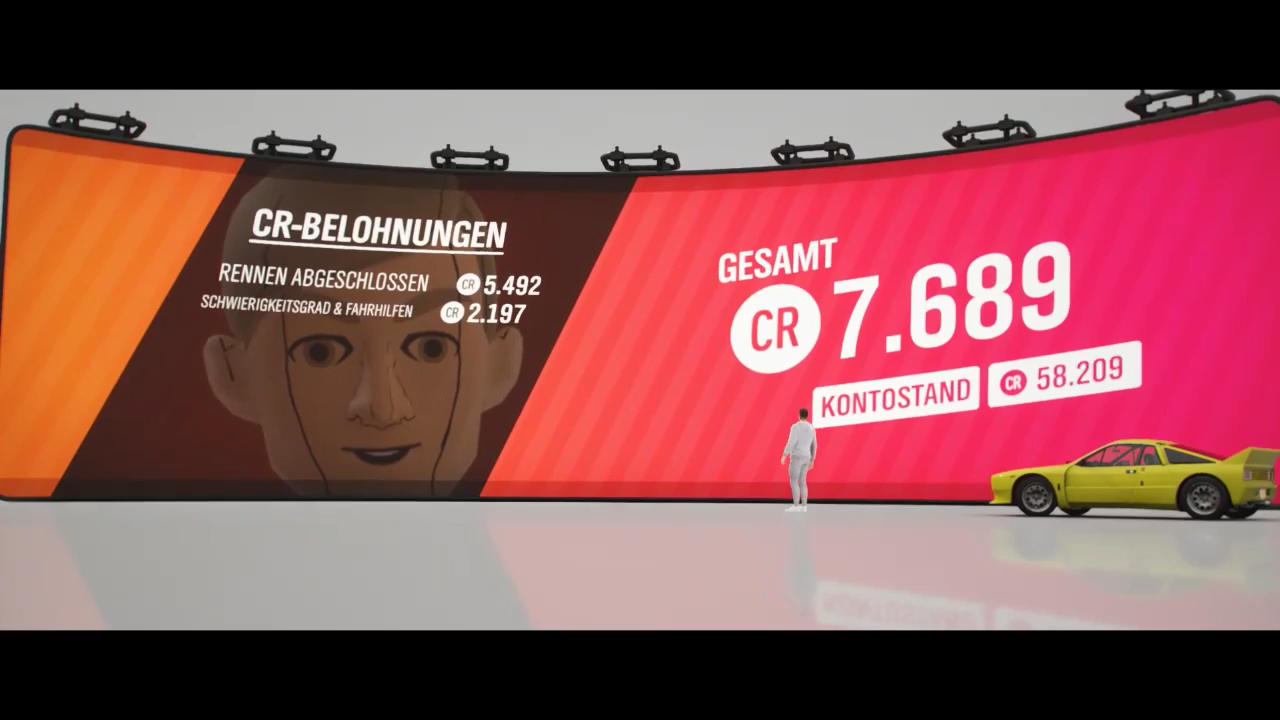 CR-BELOHNUNGEN
RENNEN ABGESCHLOSSEN CR 5.492
SCHWIERIGKEITSGRAD & FAHRHILFEN CR 2.197
GESAMT
CR 7.689
KONTOSTAND CR 58.209